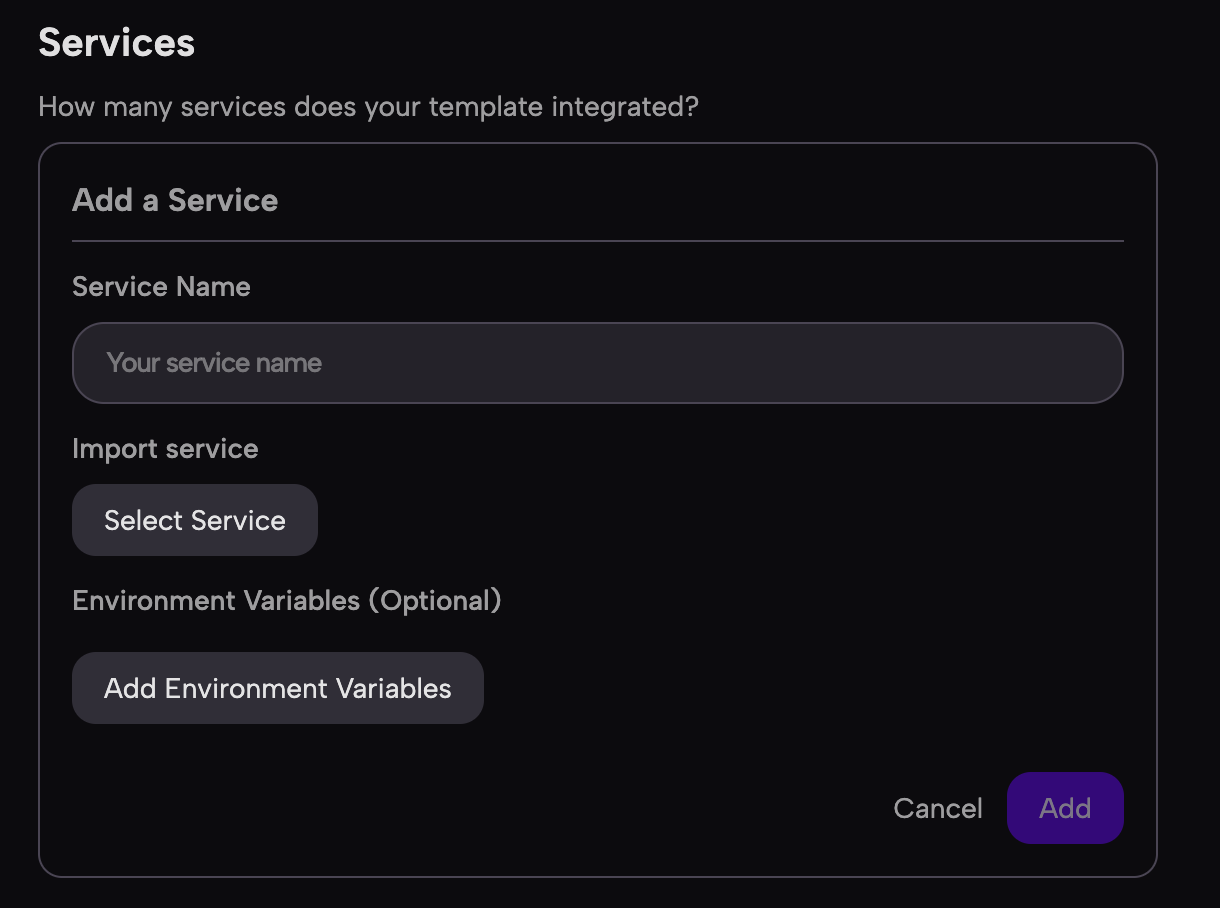 Services
How many services does your template integrated?
Add a Service
Service Name
Your service name
Import service
Select Service
Environment Variables (Optional)
Add Environment Variables
Cancel
Add